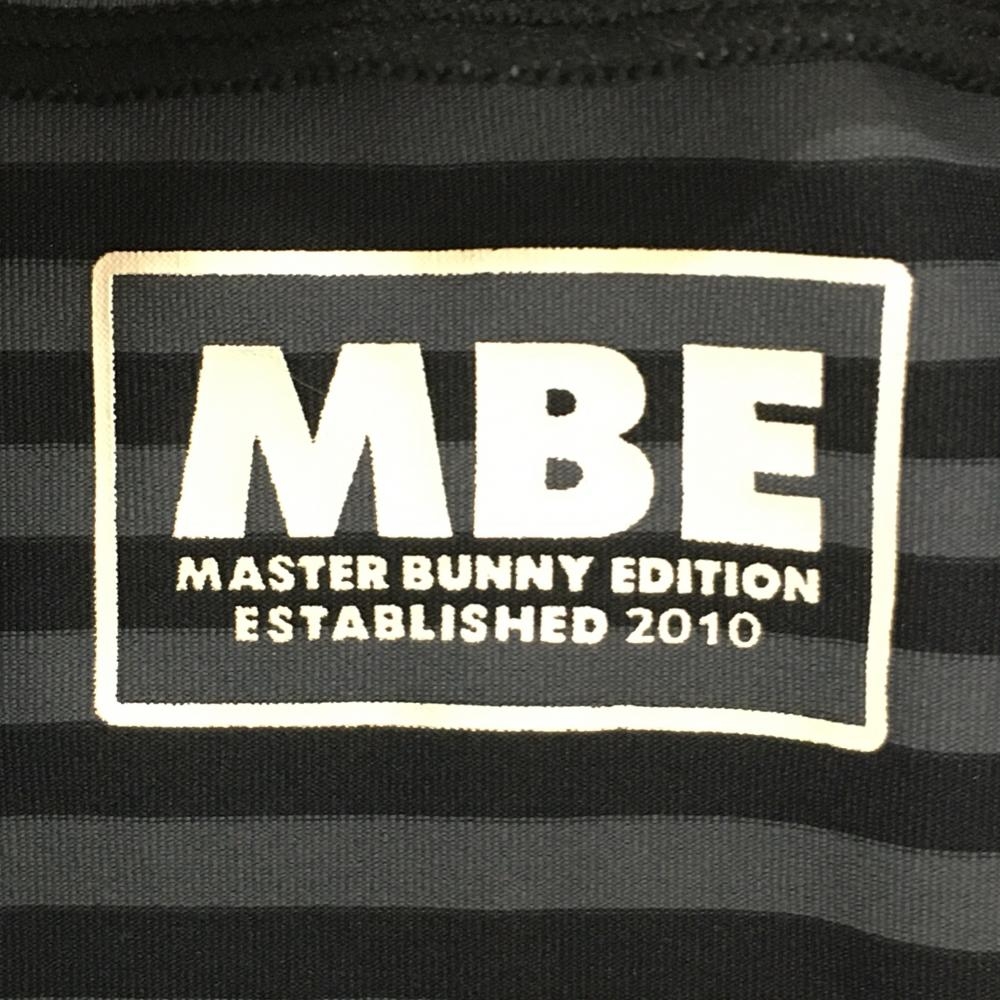 MBE
MASTER BUNNY EDITION
ESTABLISHED 2010